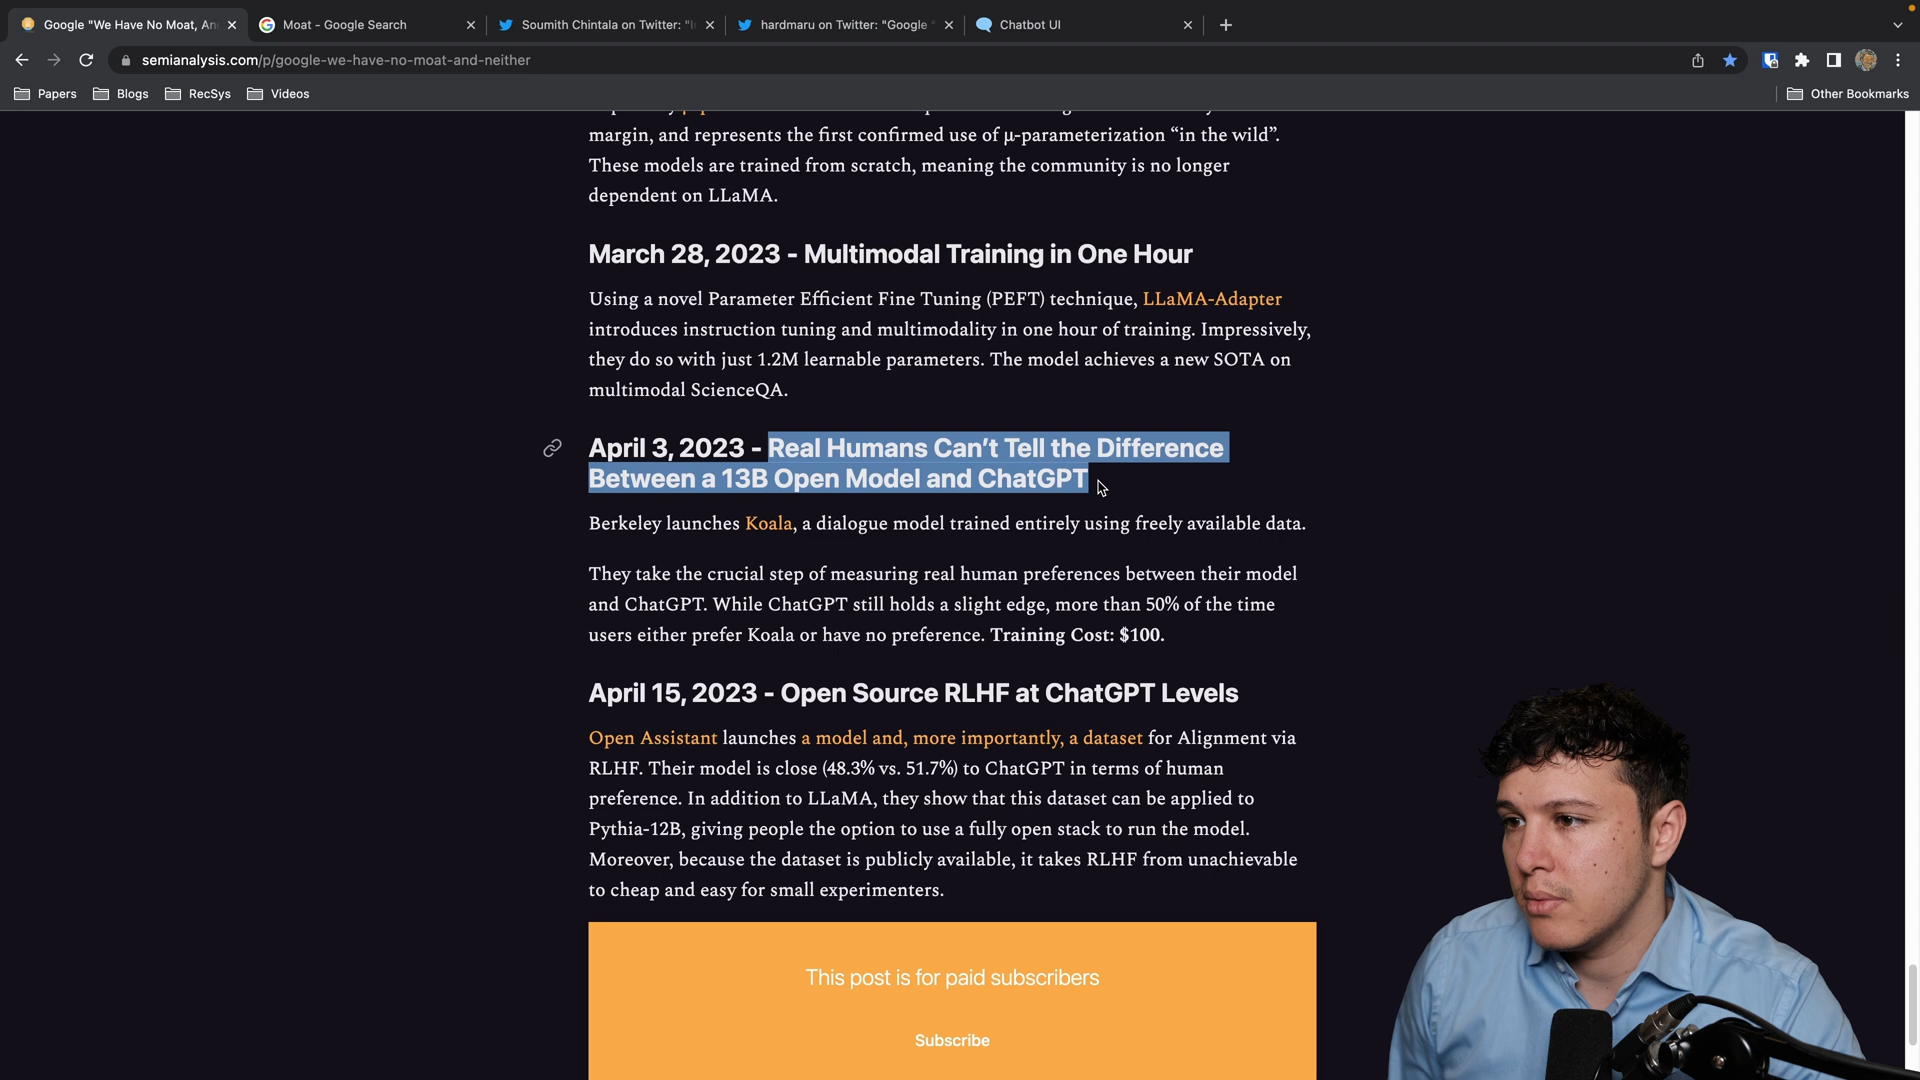 Google "We Have No Moat, An
Moat - Google Search
Soumith Chintala on Twitter: "I
hardmaru on Twitter: "Google "
Chatbot UI
semianalysis.com/p/google-we-have-no-moat-and-neither
Papers
Blogs
RecSys
Videos
Other Bookmarks
margin, and represents the first confirmed use of μ-parameterization “in the wild”.
These models are trained from scratch, meaning the community is no longer
dependent on LLaMA.
March 28, 2023 - Multimodal Training in One Hour
Using a novel Parameter Efficient Fine Tuning (PEFT) technique, LLaMA-Adapter
introduces instruction tuning and multimodality in one hour of training. Impressively,
they do so with just 1.2M learnable parameters. The model achieves a new SOTA on
multimodal ScienceQA.
April 3, 2023 - Real Humans Can’t Tell the Difference
Between a 13B Open Model and ChatGPT
Berkeley launches Koala, a dialogue model trained entirely using freely available data.
They take the crucial step of measuring real human preferences between their model
and ChatGPT. While ChatGPT still holds a slight edge, more than 50% of the time
users either prefer Koala or have no preference. Training Cost: $100.
April 15, 2023 - Open Source RLHF at ChatGPT Levels
Open Assistant launches a model and, more importantly, a dataset for Alignment via
RLHF. Their model is close (48.3% vs. 51.7%) to ChatGPT in terms of human
preference. In addition to LLaMA, they show that this dataset can be applied to
Pythia-12B, giving people the option to use a fully open stack to run the model.
Moreover, because the dataset is publicly available, it takes RLHF from unachievable
to cheap and easy for small experimenters.
This post is for paid subscribers
Subscribe